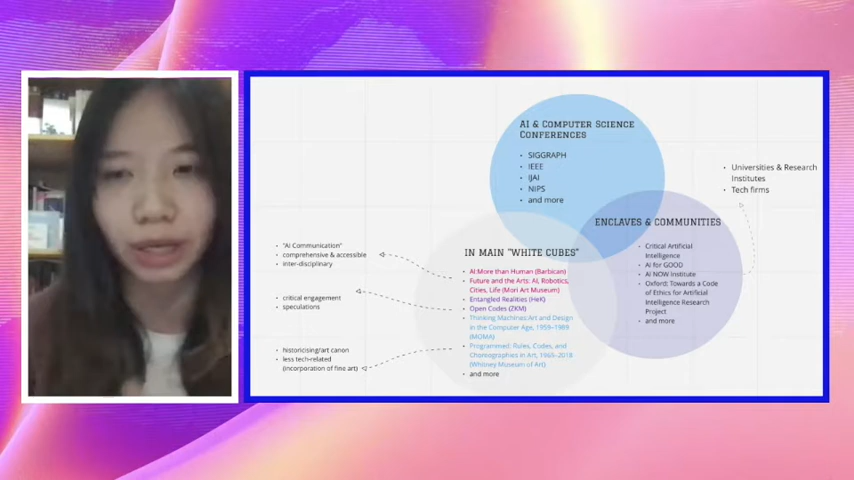 AI & COMPUTER SCIENCE
CONFERENCES
• SIGGRAPH
• IEEE
• IJAI
• NIPS
• and more
• Universities & Research
Institutes
• Tech firms
ENCLAVES & COMMUNITIES
• Critical Artificial
Intelligence
• AI for GOOD
• AI NOW Institute
• Oxford: Towards a Code
of Ethics for Artificial
Intelligence Research
Project
• and more
IN MAIN "WHITE CUBES"
• AI:More than Human (Barbican)
• Future and the Arts: AI, Robotics,
Cities, Life (Mori Art Museum)
• Entangled Realities (HeK)
• Open Codes (ZKM)
• Thinking Machines: Art and Design
in the Computer Age, 1959–1989
(MOMA)
• Programmed: Rules, Codes, and
Choreographies in Art, 1965–2018
(Whitney Museum of Art)
• and more
• "AI Communication"
• comprehensive & accessible
• inter-disciplinary
• critical engagement
• speculations
• historicising/art canon
• less tech-related
(incorporation of fine art)